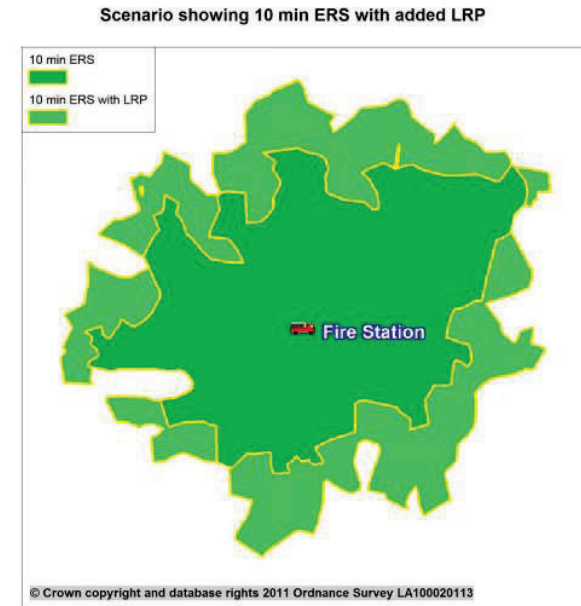 Scenario showing 10 min ERS with added LRP
10 min ERS
10 min ERS with LRP
Fire Station
© Crown copyright and database rights 2011 Ordnance Survey LA100020113